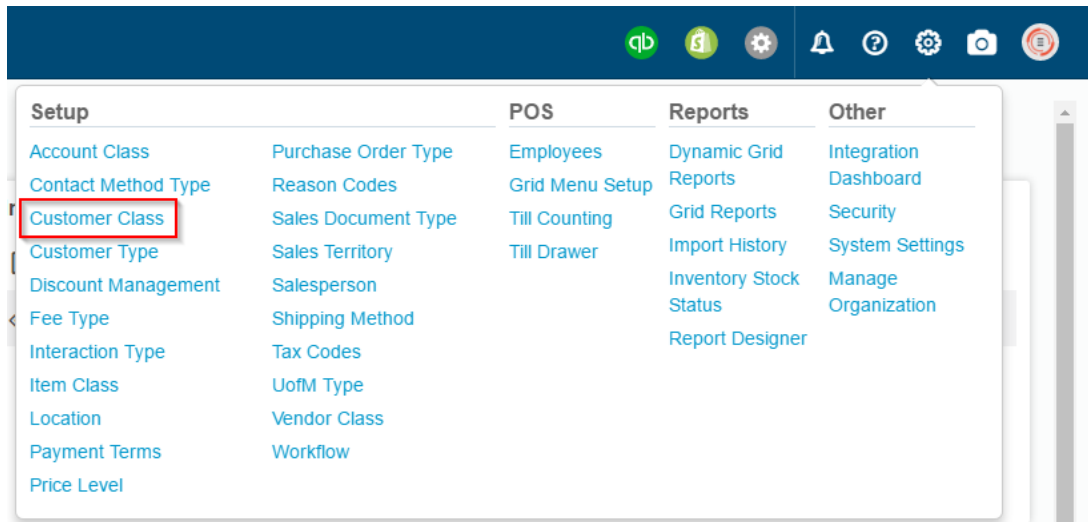 qb
S
Setup
Account Class
Contact Method Type
Customer Class
Customer Type
Discount Management
Fee Type
Interaction Type
Item Class
Location
Payment Terms
Price Level
Purchase Order Type
Reason Codes
Sales Document Type
Sales Territory
Salesperson
Shipping Method
Tax Codes
UofM Type
Vendor Class
Workflow
POS
Employees
Grid Menu Setup
Till Counting
Till Drawer
Reports
Dynamic Grid
Reports
Grid Reports
Import History
Inventory Stock
Status
Report Designer
Other
Integration
Dashboard
Security
System Settings
Manage
Organization